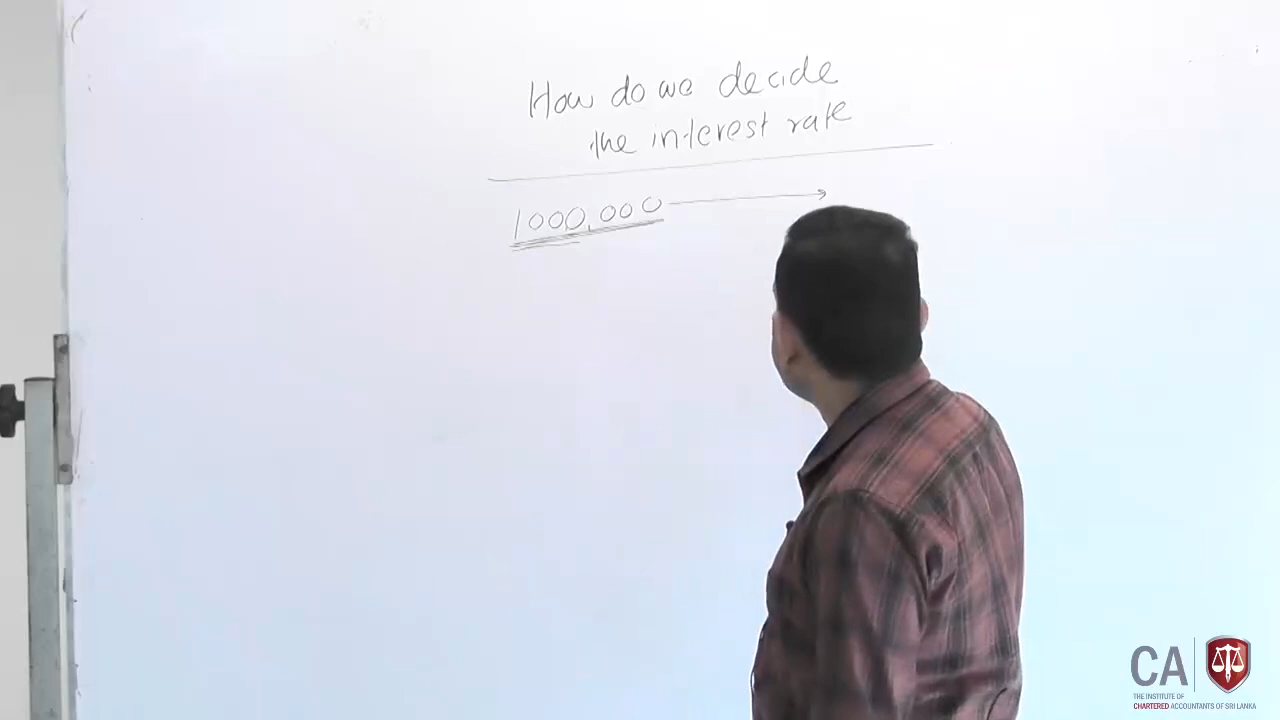 How do we decide
the interest rate
1000,000
CA
THE INSTITUTE OF
CHARTERED ACCOUNTANTS OF SRI LANKA